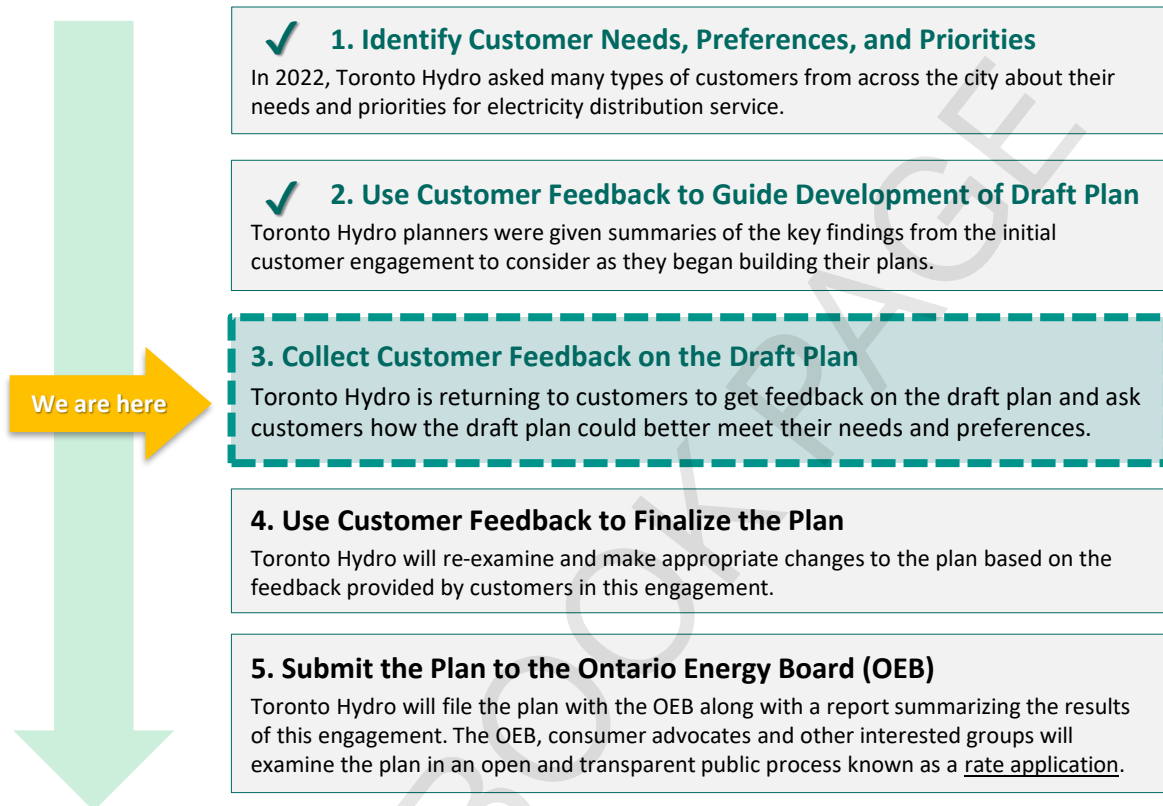 ✓ 1. Identify Customer Needs, Preferences, and Priorities
In 2022, Toronto Hydro asked many types of customers from across the city about their
needs and priorities for electricity distribution service.
✓ 2. Use Customer Feedback to Guide Development of Draft Plan
Toronto Hydro planners were given summaries of the key findings from the initial
customer engagement to consider as they began building their plans.
We are here
3. Collect Customer Feedback on the Draft Plan
Toronto Hydro is returning to customers to get feedback on the draft plan and ask
customers how the draft plan could better meet their needs and preferences.
4. Use Customer Feedback to Finalize the Plan
Toronto Hydro will re-examine and make appropriate changes to the plan based on the
feedback provided by customers in this engagement.
5. Submit the Plan to the Ontario Energy Board (OEB)
Toronto Hydro will file the plan with the OEB along with a report summarizing the results
of this engagement. The OEB, consumer advocates and other interested groups will
examine the plan in an open and transparent public process known as a rate application.
BOOK PAGE